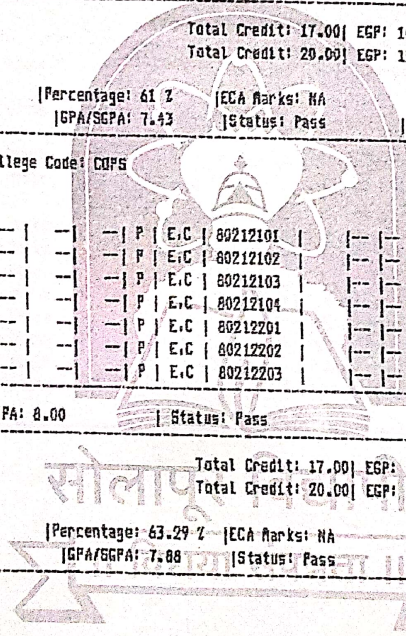 Total Credit: 17.00| EGP: 1
Total Credit: 20.00| EGP: 1
|Percentage: 61 % |ECA Marks: NA
|GPA/SGPA: 7.43 |Status: Pass |
llege Code: COPS
-- | --| --| P | E,C | 80212101 | |-- |--
-- | --| --| P | E,C | 80212102 | |-- |--
-- | --| --| P | E,C | 80212103 | |-- |--
-- | --| --| P | E,C | 80212104 | |-- |--
-- | --| --| P | E,C | 80212201 | |-- |--
-- | --| --| P | E,C | 80212202 | |-- |--
-- | --| --| P | E,C | 80212203 | |-- |--
PA: 8.00 | Status: Pass
Total Credit: 17.00| EGP:
Total Credit: 20.00| EGP:
सोलापूर
|Percentage: 63.29 % |ECA Marks: NA
|GPA/SGPA: 7.88 |Status: Pass